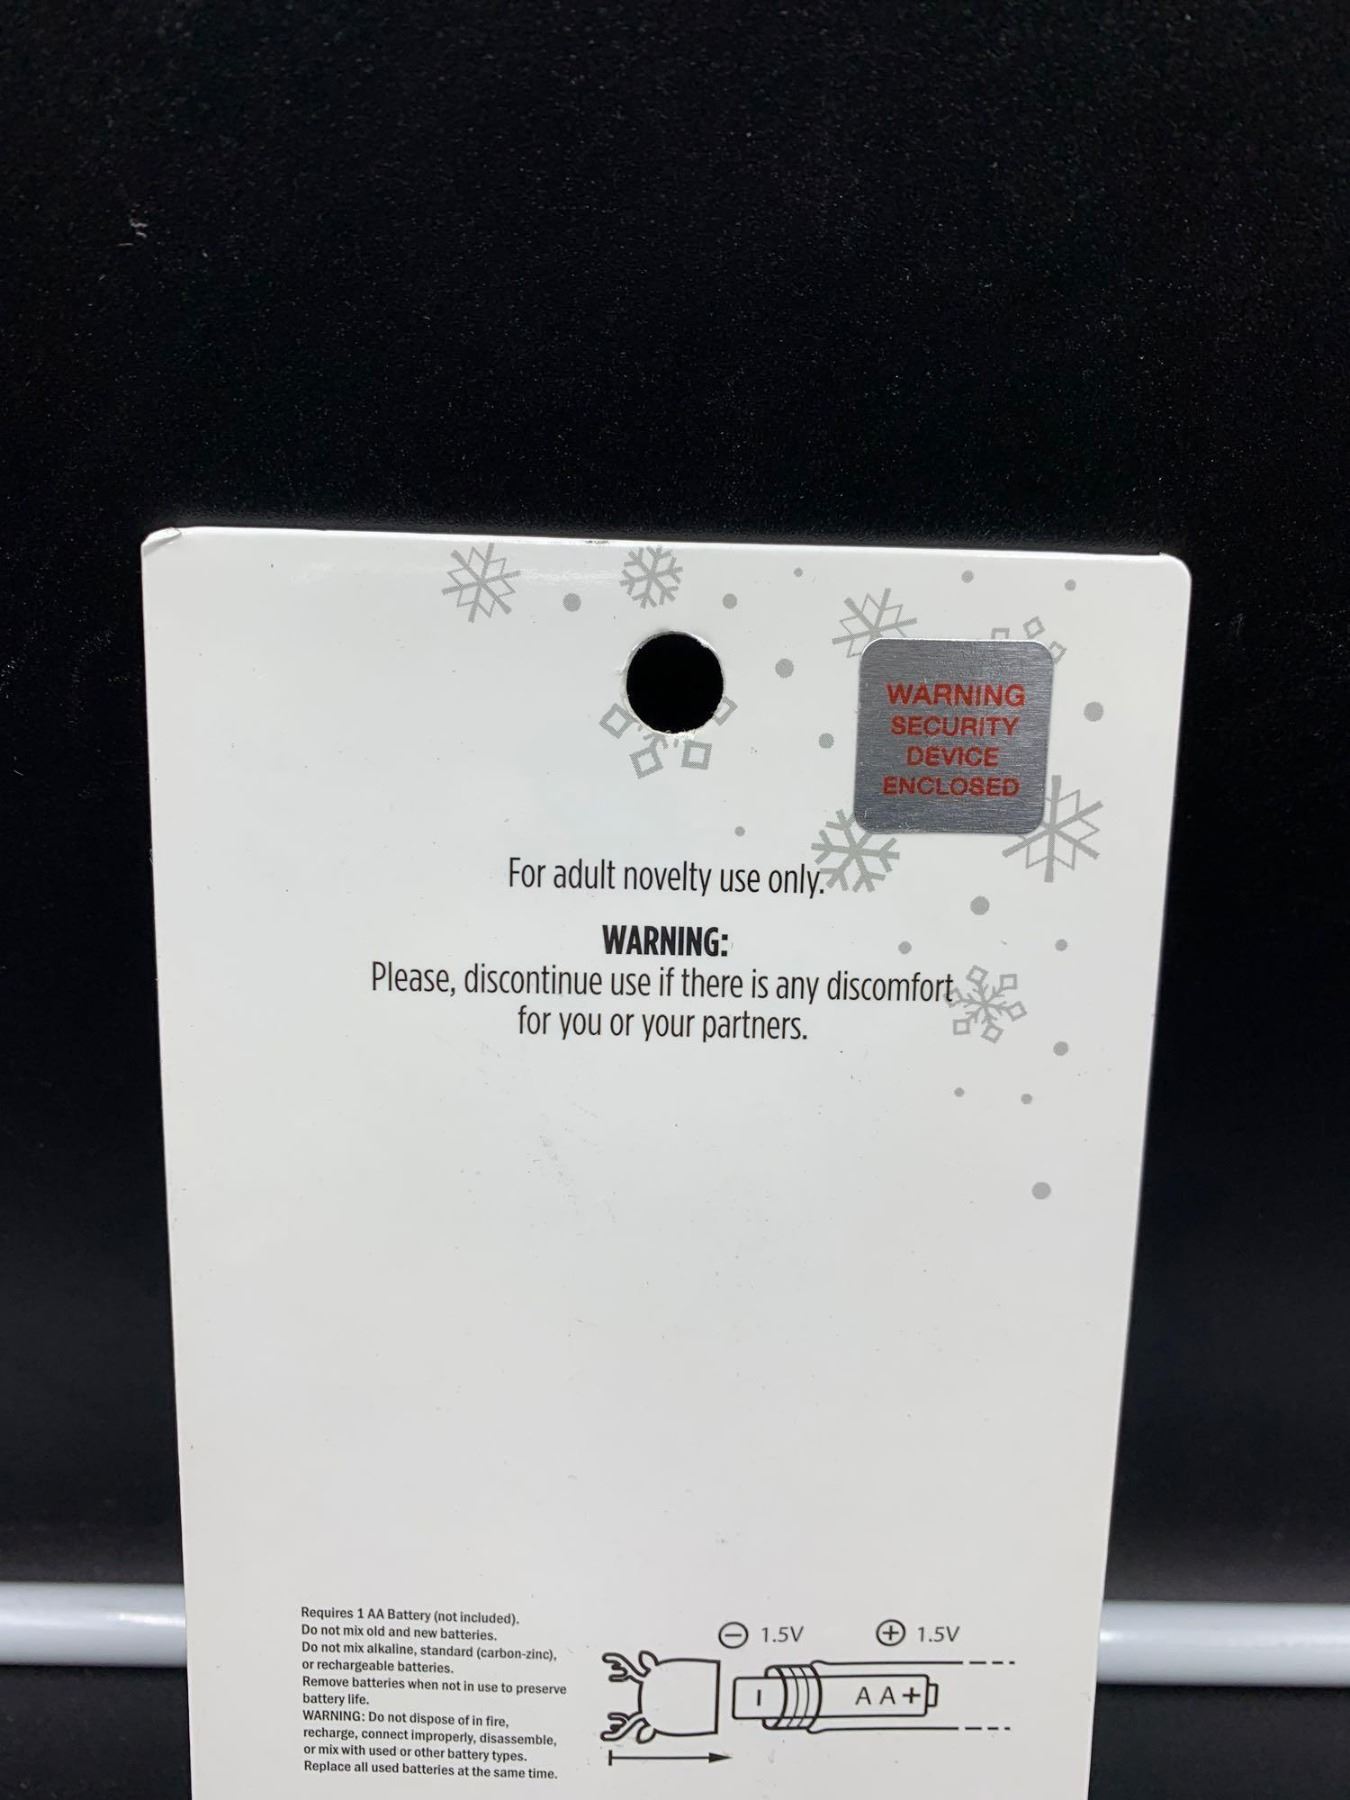 WARNING
SECURITY
DEVICE
ENCLOSED
For adult novelty use only.
WARNING:
Please, discontinue use if there is any discomfort
for you or your partners.
Requires 1 AA Battery (not included).
Do not mix old and new batteries.
Do not mix alkaline, standard (carbon-zinc),
or rechargeable batteries.
Remove batteries when not in use to preserve
battery life.
WARNING: Do not dispose of in fire,
recharge, connect improperly, disassemble,
or mix with used or other battery types.
Replace all used batteries at the same time.
⊖ 1.5V ⊕ 1.5V
− AA+